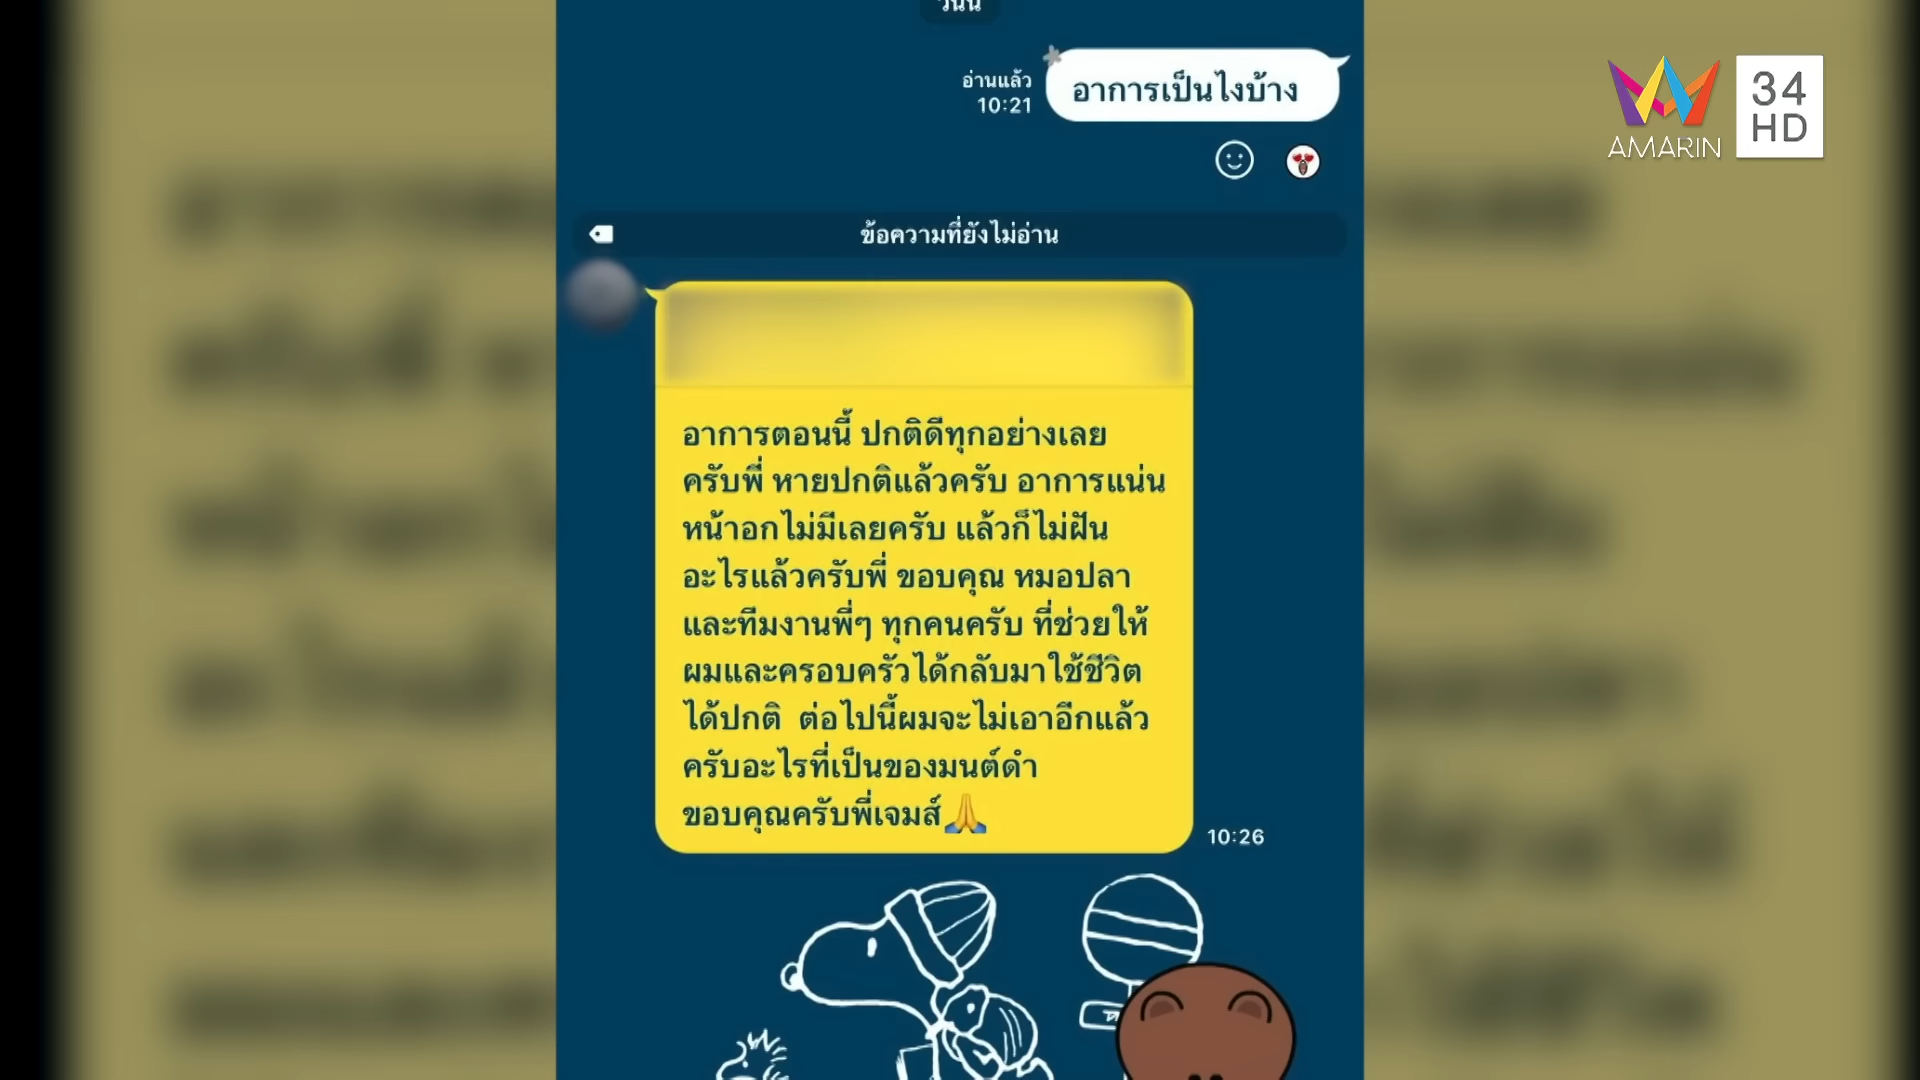 วันนี้
อาการเป็นไงบ้าง
อ่านแล้ว
10:21
AMARIN
34
HD
ข้อความที่ยังไม่อ่าน
อาการตอนนี้ ปกติดีทุกอย่างเลย
ครับพี่ หายปกติแล้วครับ อาการแน่น
หน้าอกไม่มีเลยครับ แล้วก็ไม่ฝัน
อะไรแล้วครับพี่ ขอบคุณ หมอปลา
และทีมงานพี่ๆ ทุกคนครับ ที่ช่วยให้
ผมและครอบครัวได้กลับมาใช้ชีวิต
ได้ปกติ  ต่อไปนี้ผมจะไม่เอาอีกแล้ว
ครับอะไรที่เป็นของมนต์ดำ
ขอบคุณครับพี่เจมส์🙏
10:26